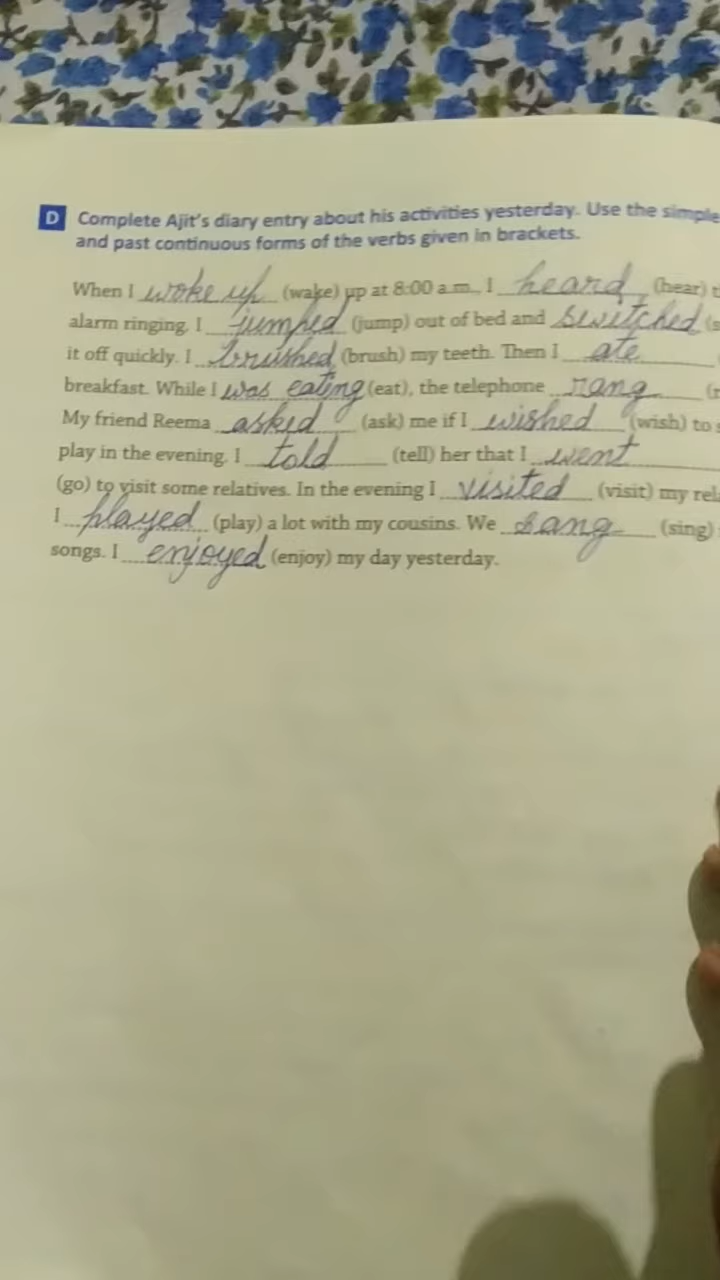 D Complete Ajit's diary entry about his activities yesterday. Use the simple
and past continuous forms of the verbs given in brackets.
When I woke up (wake) up at 8:00 a.m., I heard (hear) t
alarm ringing. I jumped (jump) out of bed and switched (s
it off quickly. I brushed (brush) my teeth. Then I ate (
breakfast. While I was eating (eat), the telephone rang (r
My friend Reema asked (ask) me if I wished (wish) to s
play in the evening. I told (tell) her that I went
(go) to visit some relatives. In the evening I visited (visit) my rel
I played (play) a lot with my cousins. We sang (sing)
songs. I enjoyed (enjoy) my day yesterday.